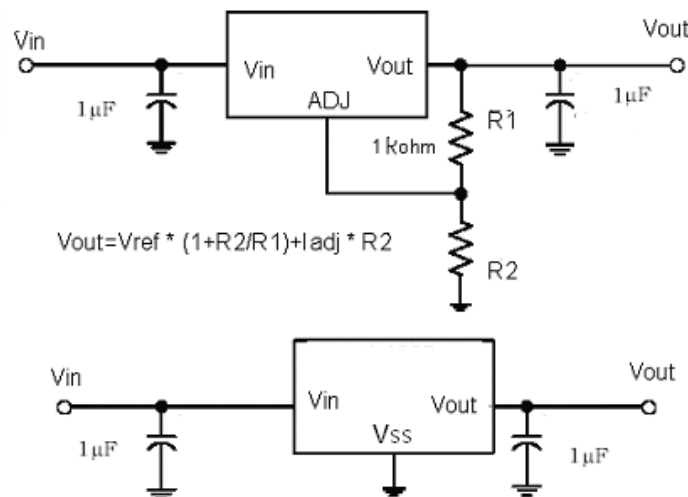 Vin
Vout
Vin
Vout
ADJ
1µF
1µF
R1
1kohm
R2
Vout=Vref * (1+R2/R1)+Iadj * R2
Vin
Vout
Vin
Vout
Vss
1µF
1µF